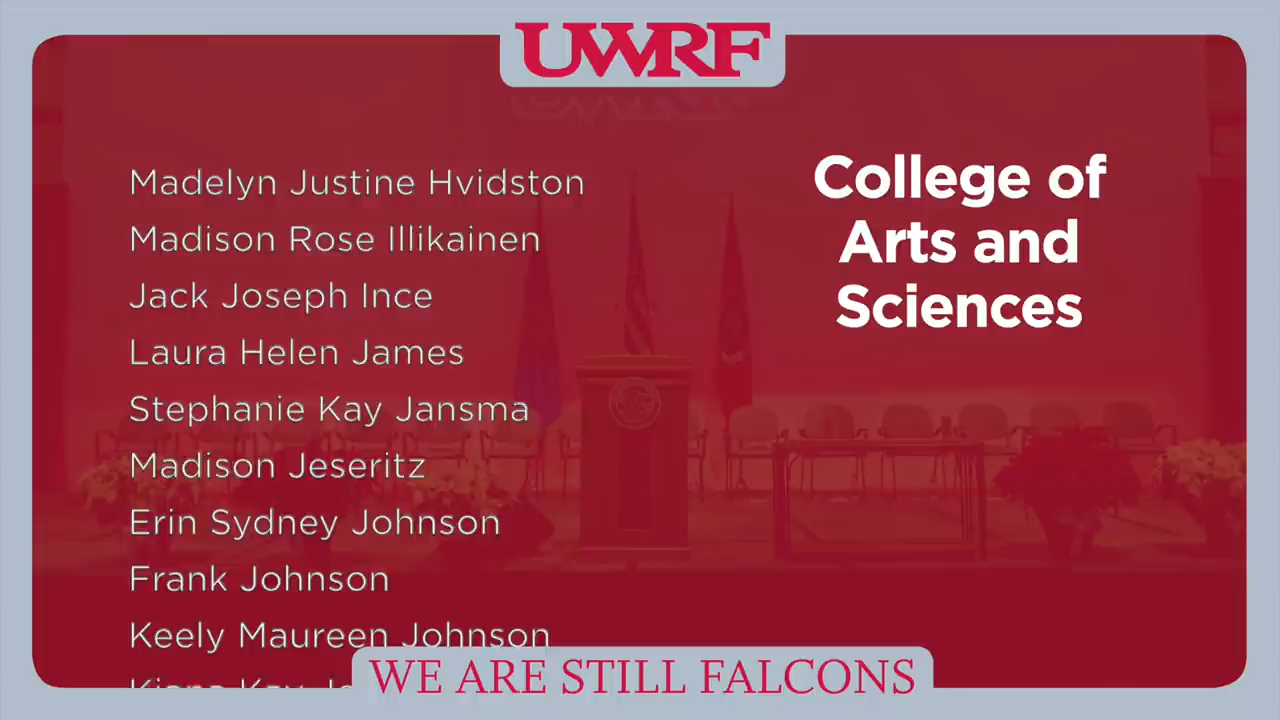 UWRF
Madelyn Justine Hvidston
Madison Rose Illikainen
Jack Joseph Ince
Laura Helen James
Stephanie Kay Jansma
Madison Jeseritz
Erin Sydney Johnson
Frank Johnson
Keely Maureen Johnson
College of
Arts and
Sciences
WE ARE STILL FALCONS